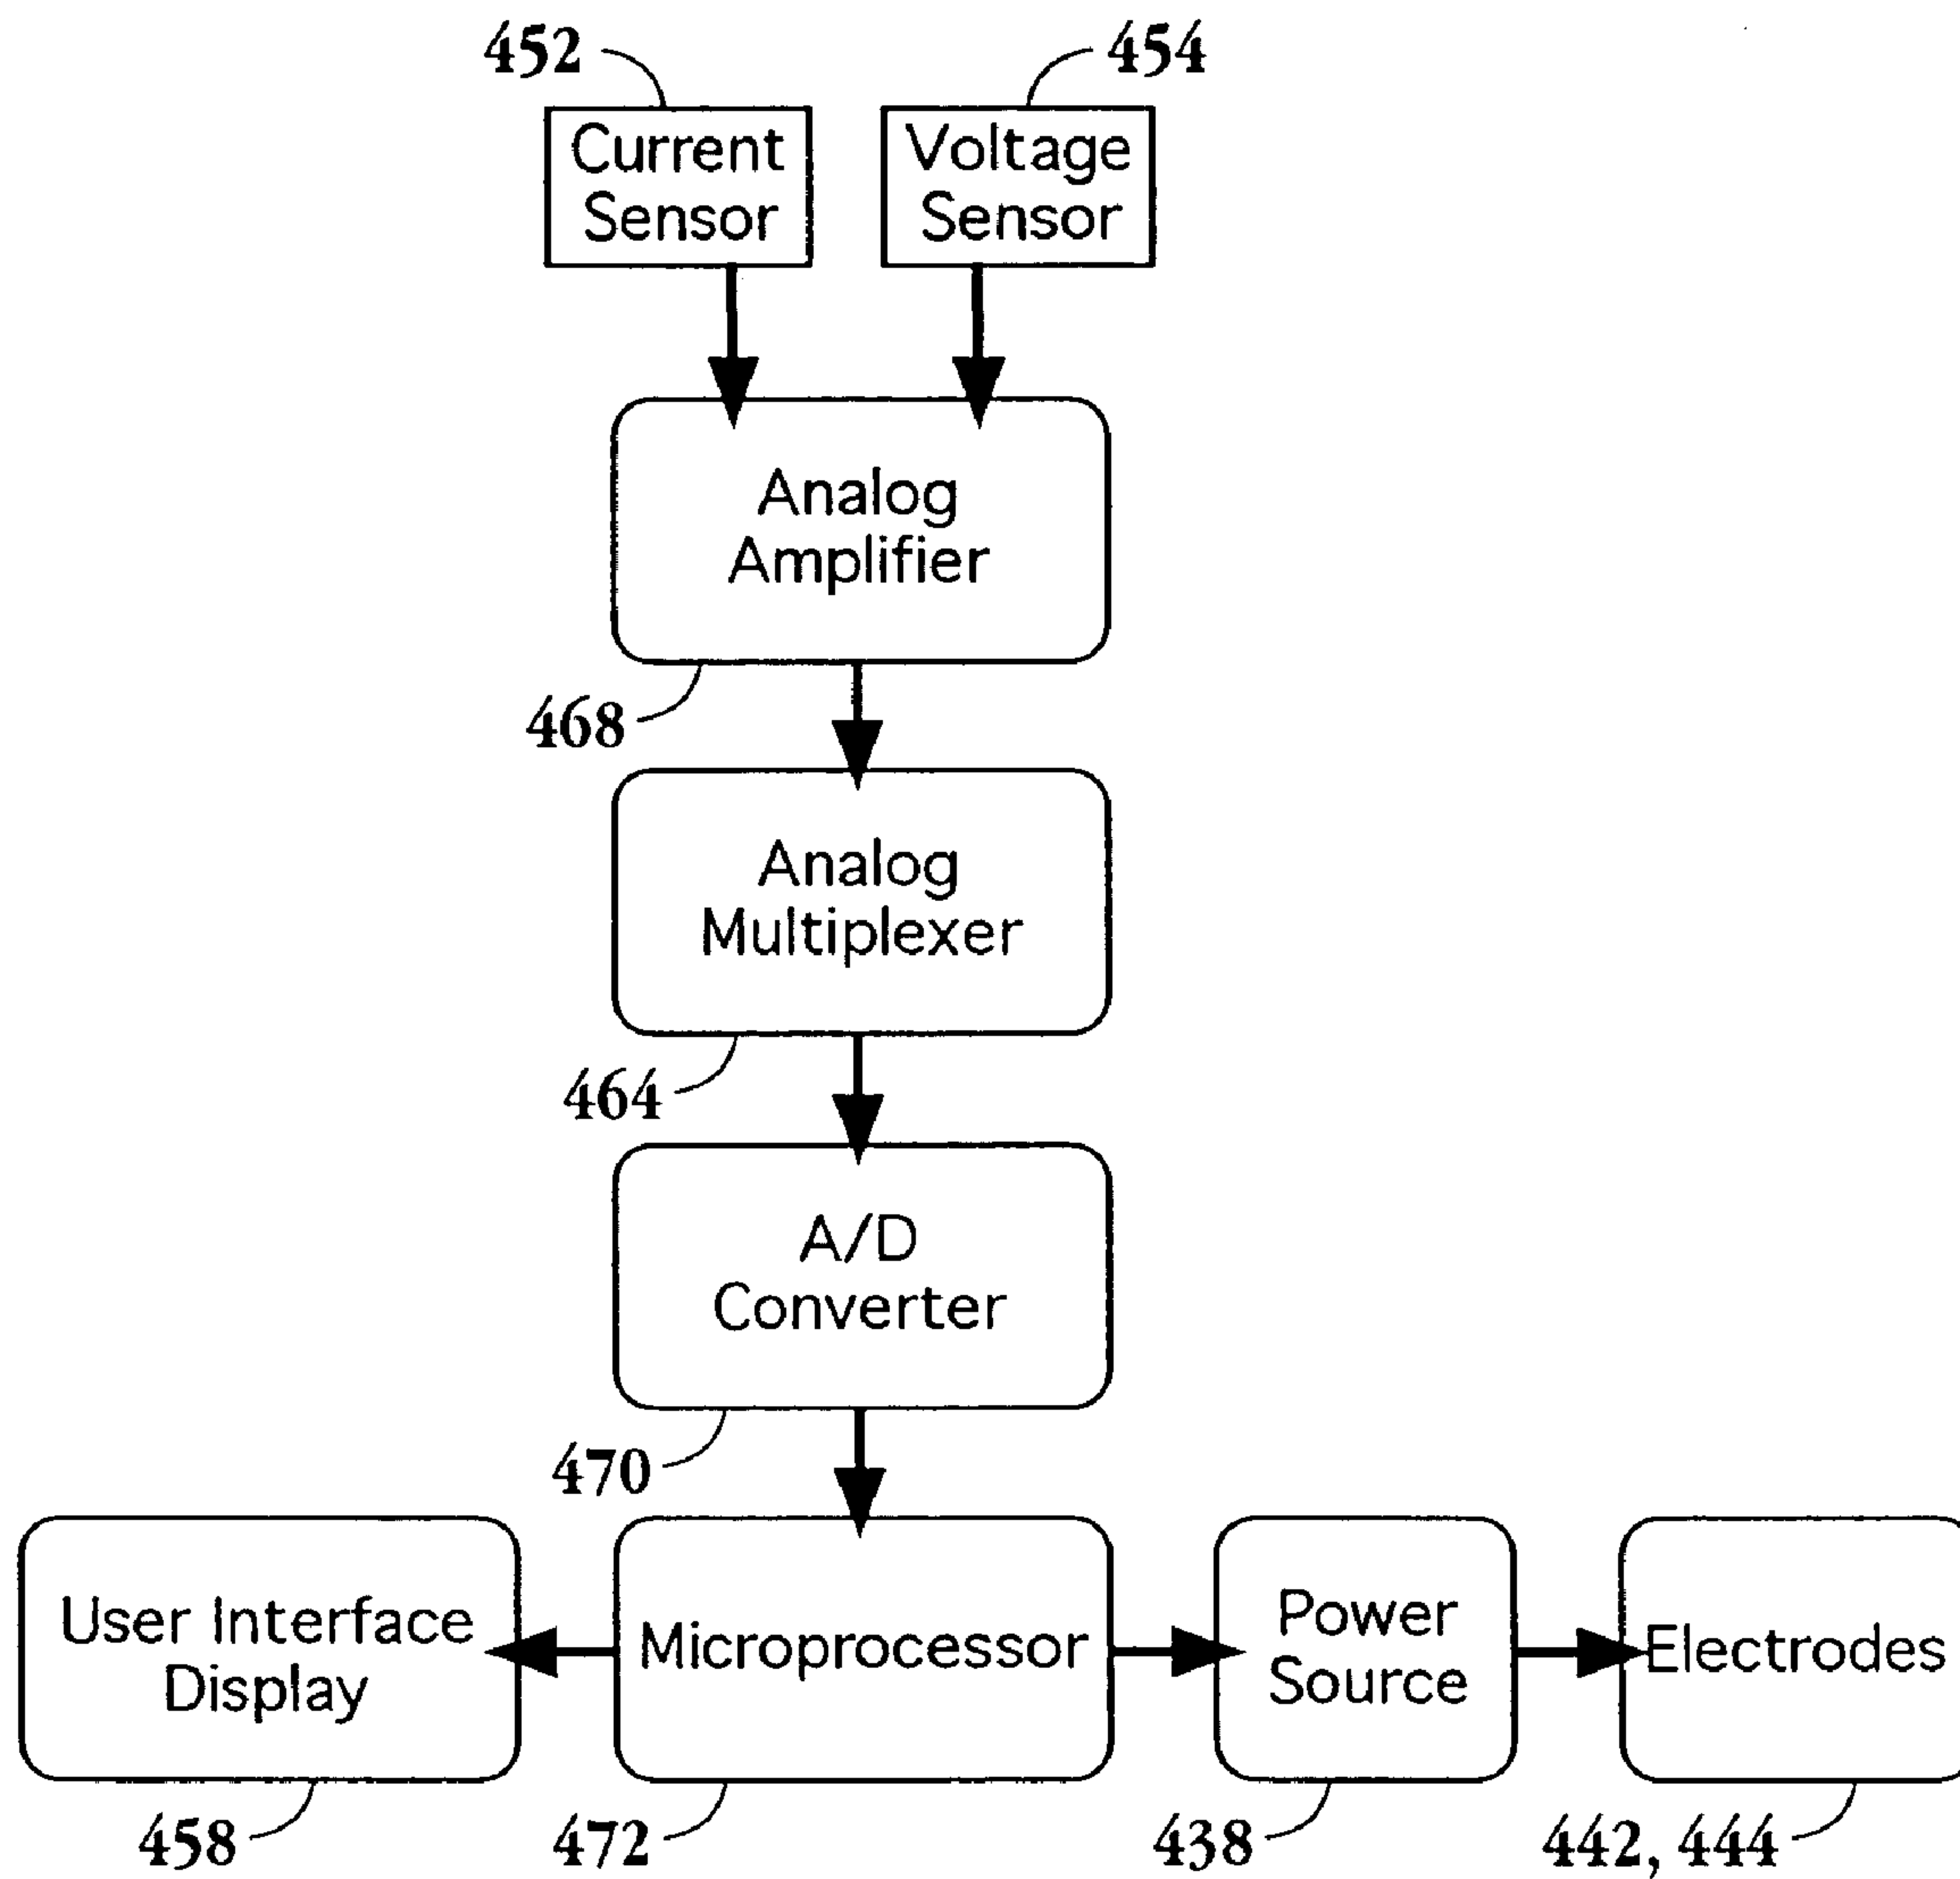 452
454
Current
Sensor
Voltage
Sensor
Analog
Amplifier
468
Analog
Multiplexer
464
A/D
Converter
470
User Interface
Display
Microprocessor
Power
Source
Electrodes
458
472
438
442, 444